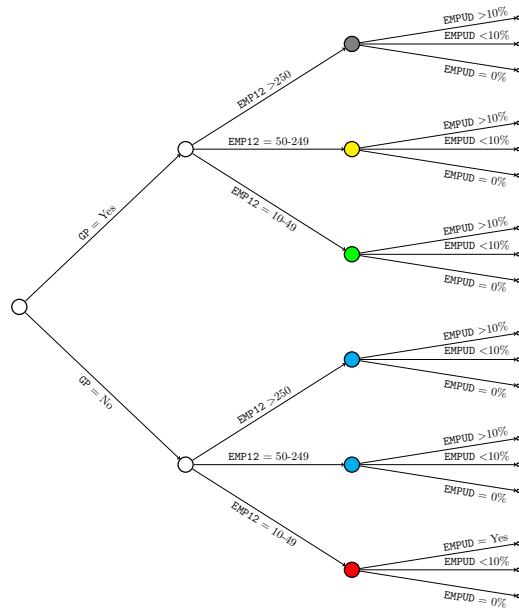 EMPUD >10%
EMPUD <10%
EMPUD = 0%
EMP12 >250
EMPUD >10%
EMP12 = 50-249
EMPUD <10%
EMPUD = 0%
EMP12 = 10-49
GP = Yes
EMPUD >10%
EMPUD <10%
EMPUD = 0%
EMPUD >10%
EMPUD <10%
EMPUD = 0%
GP = No
EMP12 >250
EMPUD >10%
EMP12 = 50-249
EMPUD <10%
EMPUD = 0%
EMP12 = 10-49
EMPUD = Yes
EMPUD <10%
EMPUD = 0%